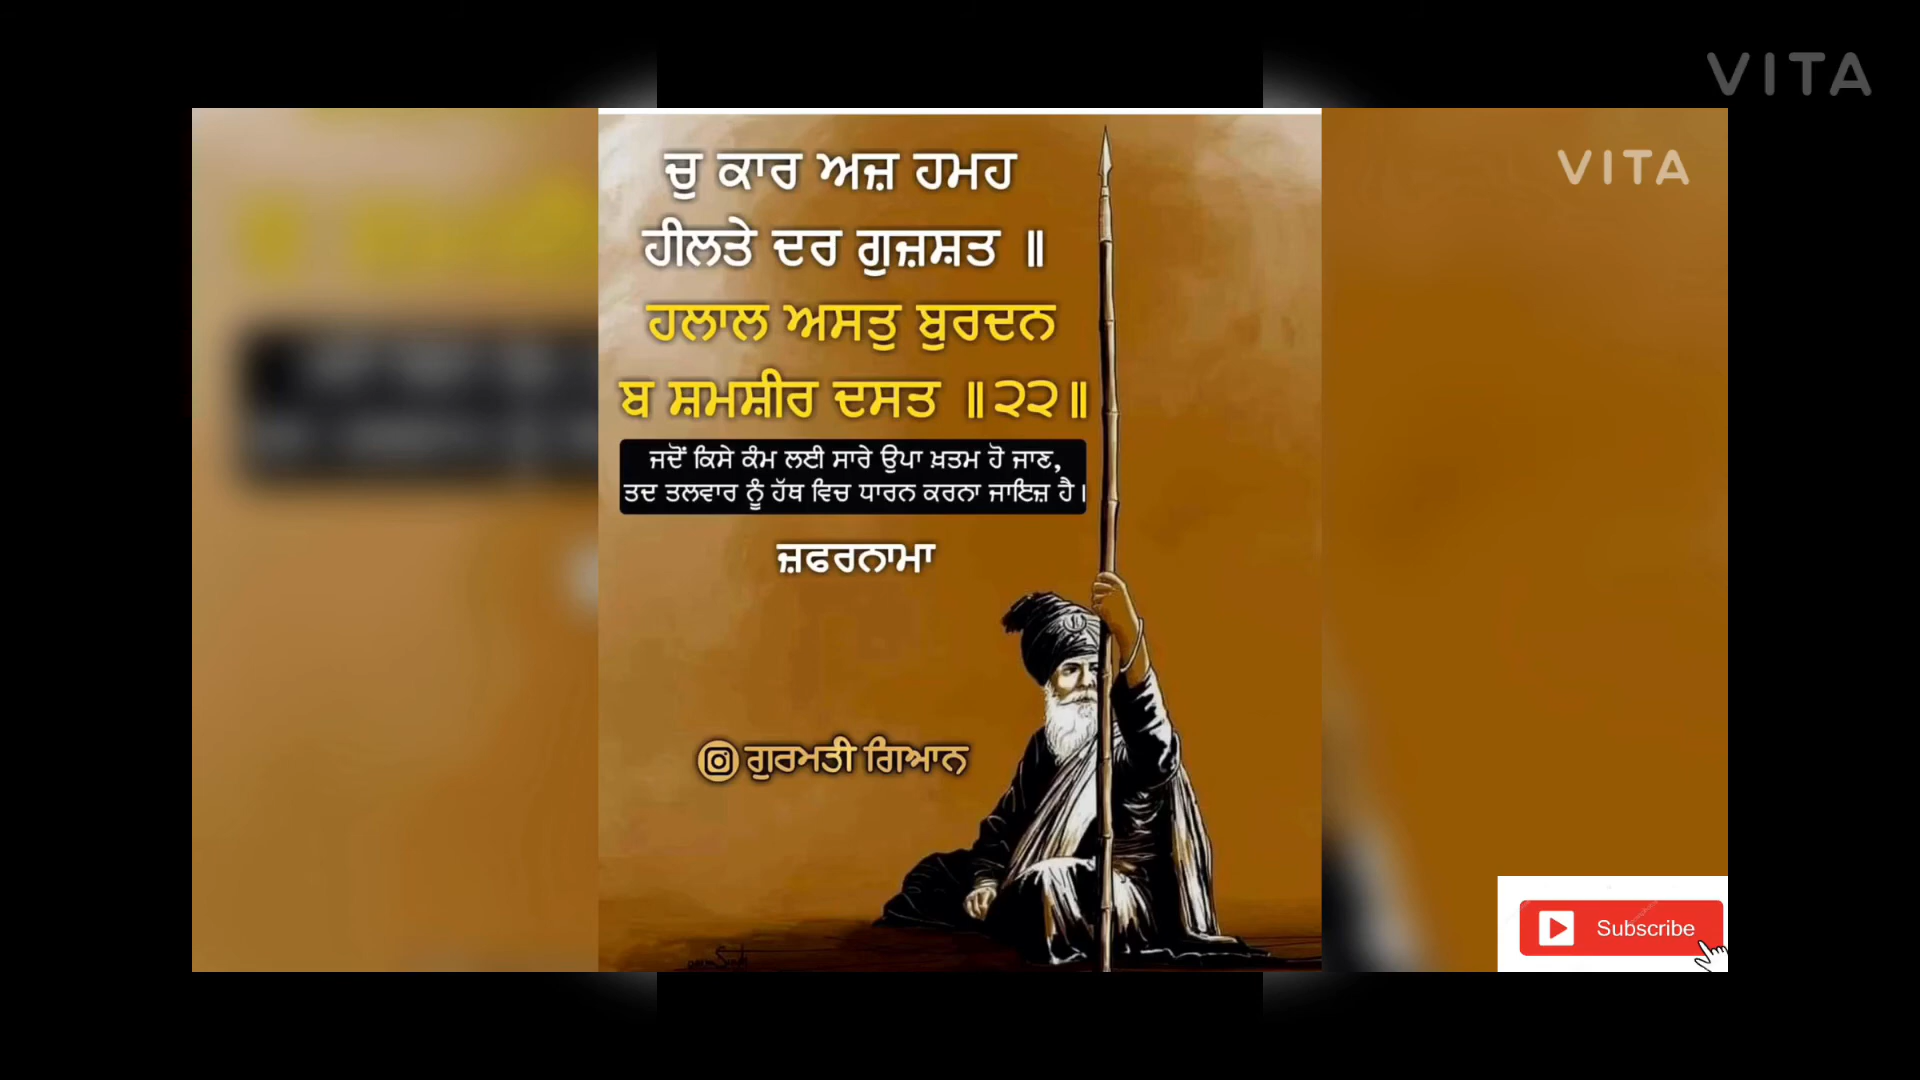 VITA
VITA
ਚੁ ਕਾਰ ਅਜ਼ ਹਮਹ
ਹੀਲਤੇ ਦਰ ਗੁਜ਼ਸ਼ਤ ॥
ਹਲਾਲ ਅਸਤੁ ਬੁਰਦਨ
ਬ ਸ਼ਮਸ਼ੀਰ ਦਸਤ ॥੨੨॥
ਜਦੋਂ ਕਿਸੇ ਕੰਮ ਲਈ ਸਾਰੇ ਉਪਾ ਖ਼ਤਮ ਹੋ ਜਾਣ,
ਤਦ ਤਲਵਾਰ ਨੂੰ ਹੱਥ ਵਿਚ ਧਾਰਨ ਕਰਨਾ ਜਾਇਜ਼ ਹੈ।
ਜ਼ਫਰਨਾਮਾ
ਗੁਰਮਤੀ ਗਿਆਨ
Subscribe